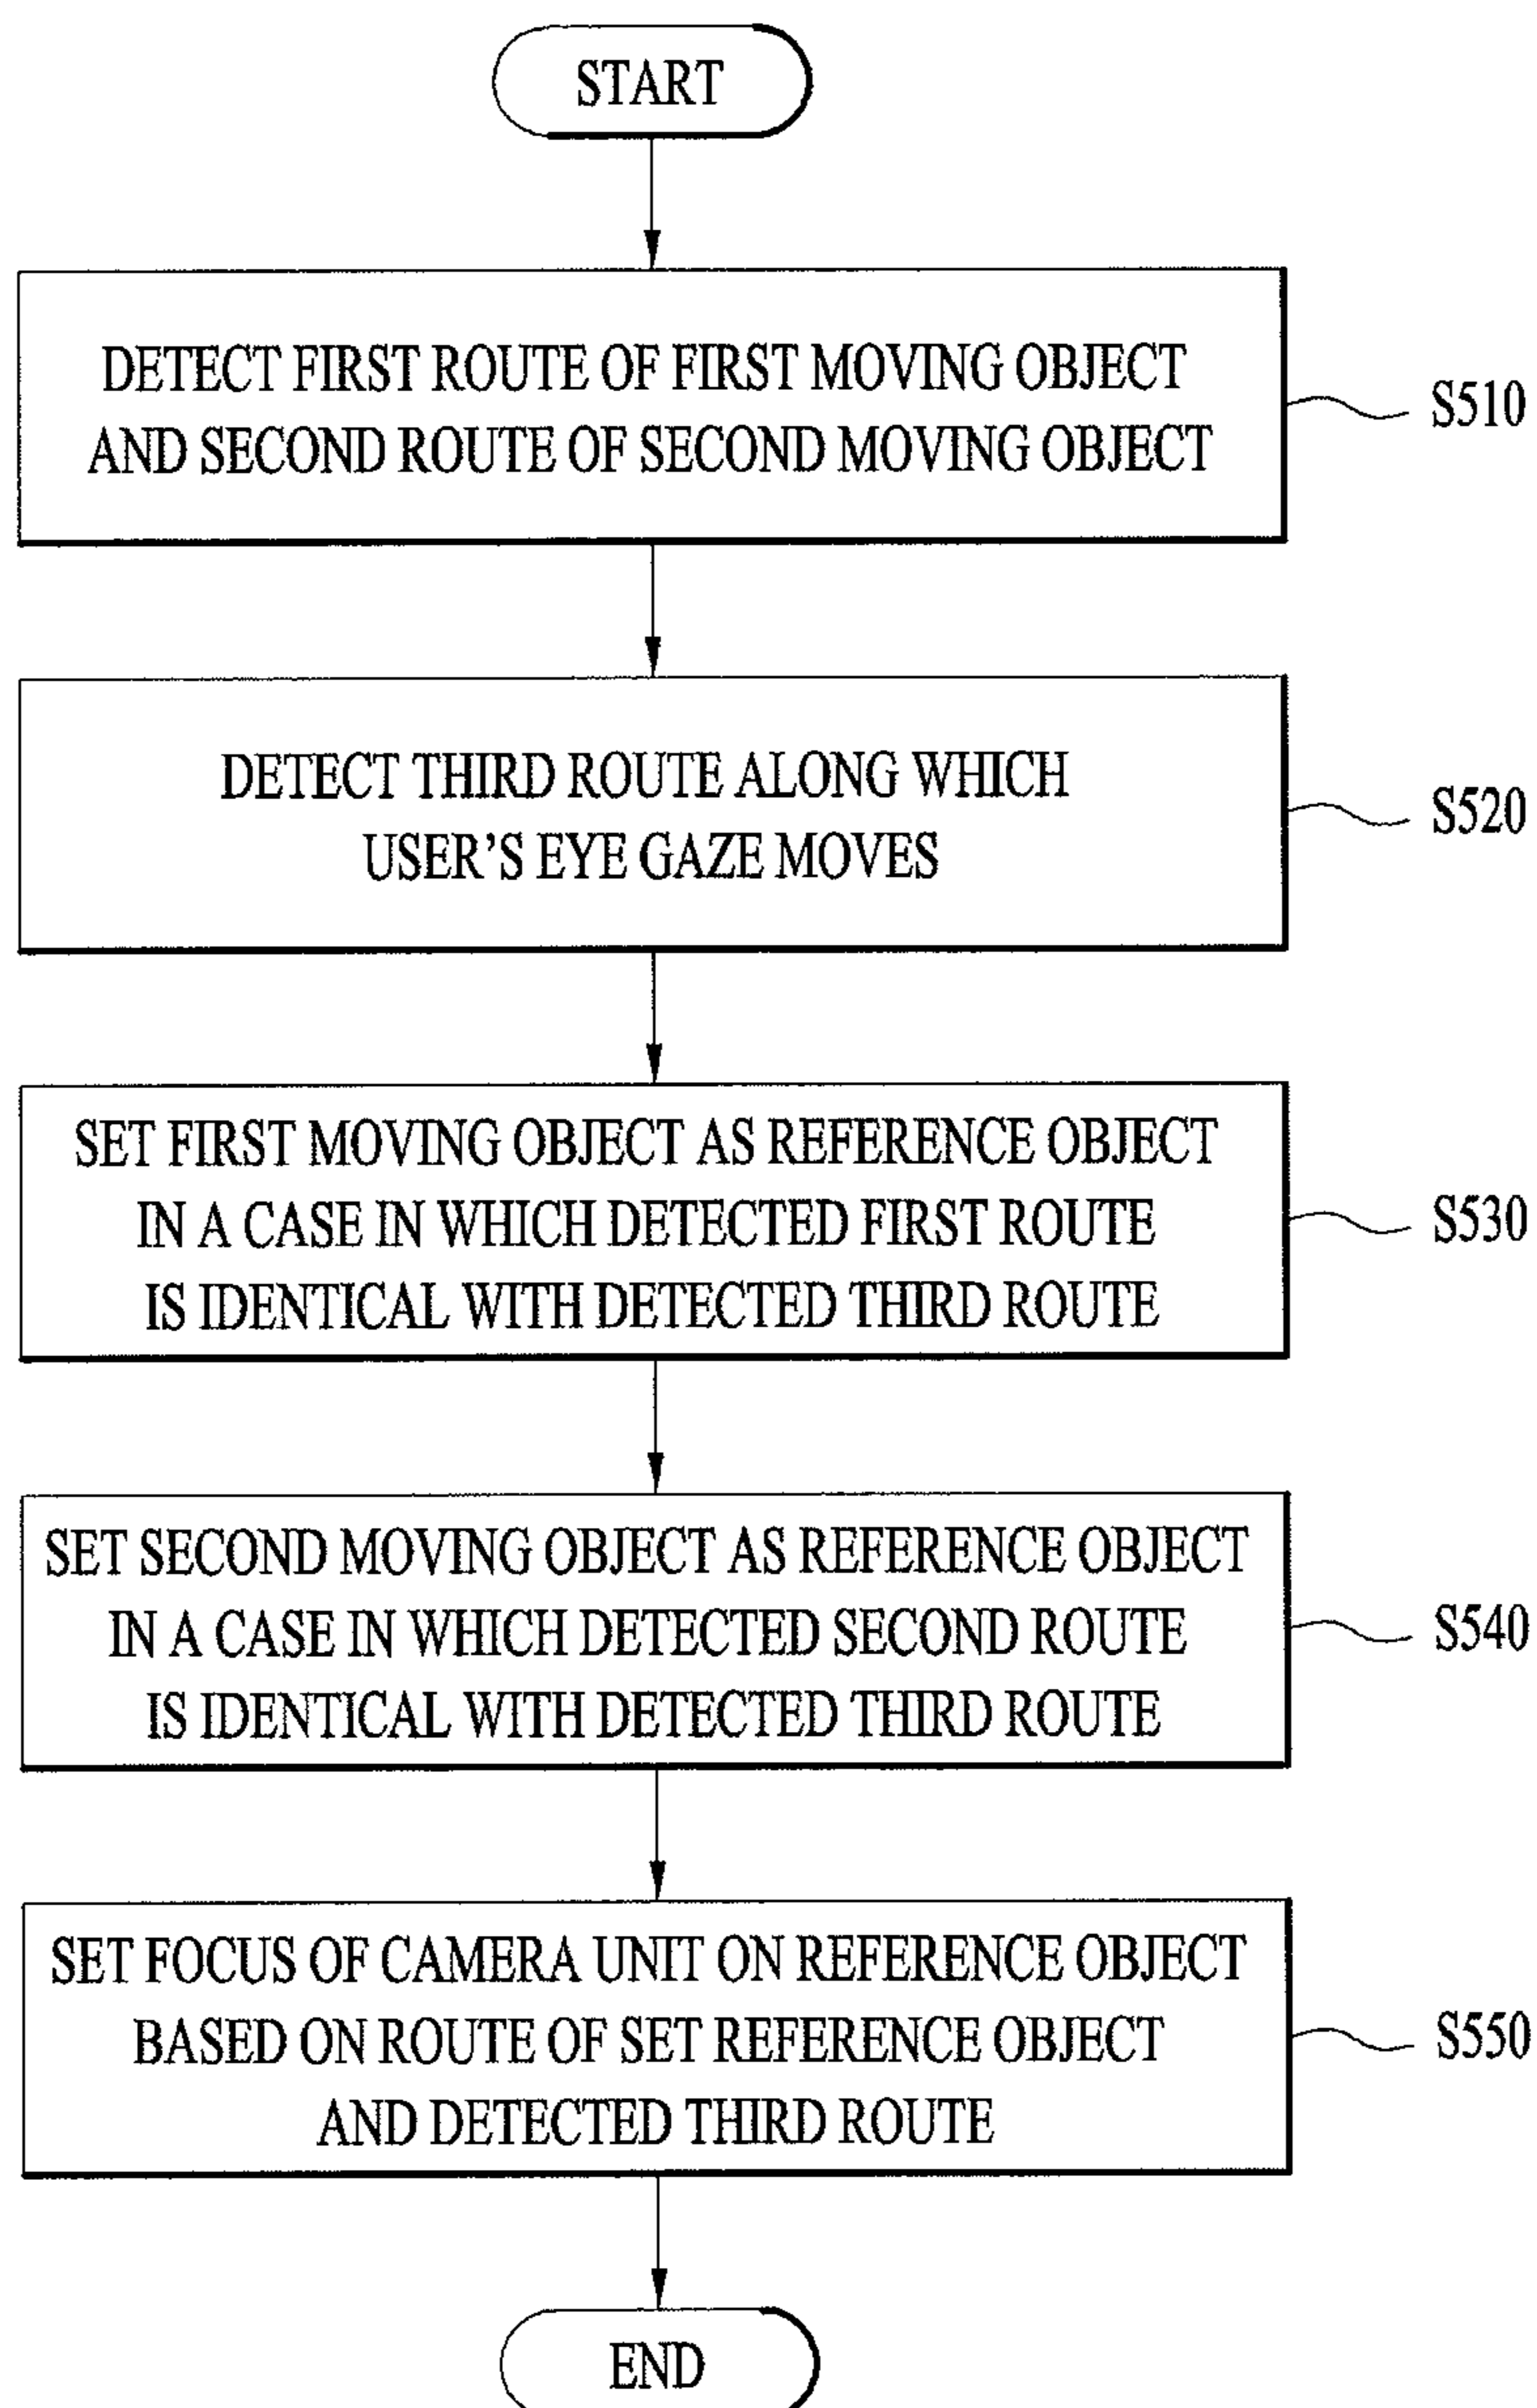 START
DETECT FIRST ROUTE OF FIRST MOVING OBJECT
AND SECOND ROUTE OF SECOND MOVING OBJECT
S510
DETECT THIRD ROUTE ALONG WHICH
USER'S EYE GAZE MOVES
S520
SET FIRST MOVING OBJECT AS REFERENCE OBJECT
IN A CASE IN WHICH DETECTED FIRST ROUTE
IS IDENTICAL WITH DETECTED THIRD ROUTE
S530
SET SECOND MOVING OBJECT AS REFERENCE OBJECT
IN A CASE IN WHICH DETECTED SECOND ROUTE
IS IDENTICAL WITH DETECTED THIRD ROUTE
S540
SET FOCUS OF CAMERA UNIT ON REFERENCE OBJECT
BASED ON ROUTE OF SET REFERENCE OBJECT
AND DETECTED THIRD ROUTE
S550
END